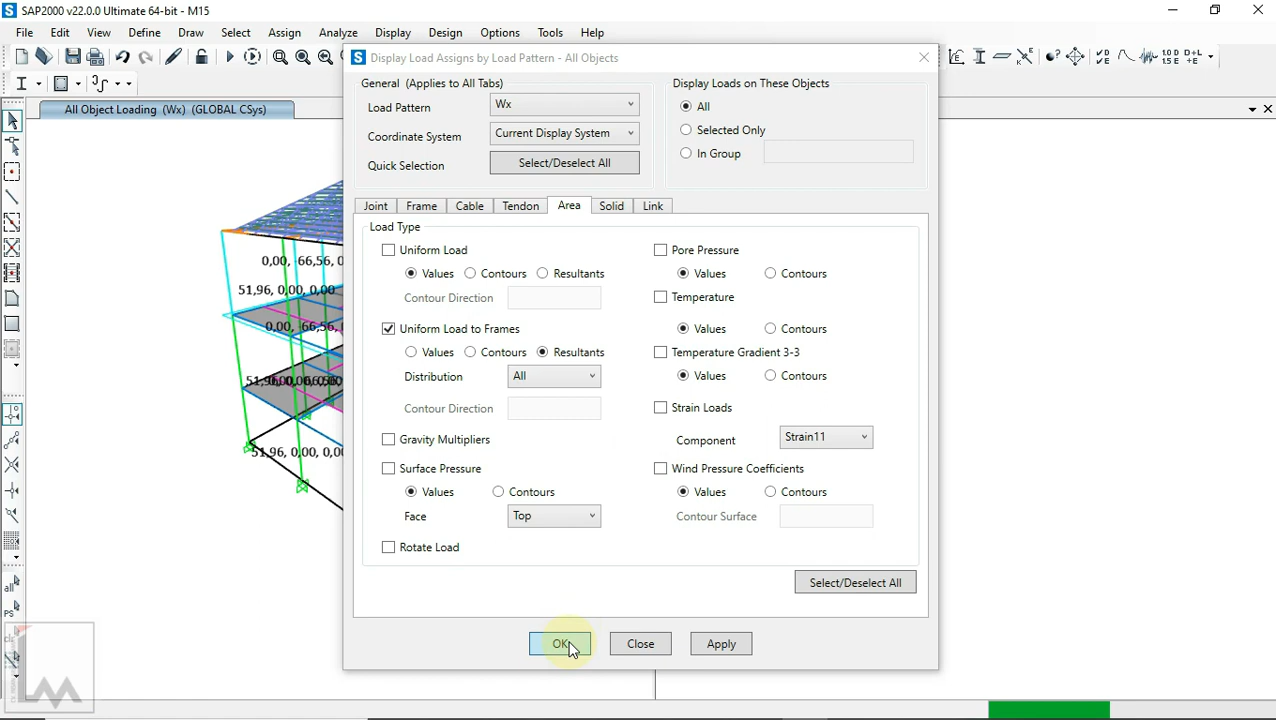 SAP2000 v22.0.0 Ultimate 64-bit - M15
File Edit View Define Draw Select Assign Analyze Display Design Options Tools Help
All Object Loading (Wx) (GLOBAL CSys)
Display Load Assigns by Load Pattern - All Objects
General (Applies to All Tabs)
Load Pattern
Wx
Coordinate System
Current Display System
Quick Selection
Select/Deselect All
Display Loads on These Objects
All
Selected Only
In Group
Joint Frame Cable Tendon Area Solid Link
Load Type
Uniform Load
Values Contours Resultants
Contour Direction
Uniform Load to Frames
Values Contours Resultants
Distribution
All
Contour Direction
Gravity Multipliers
Surface Pressure
Values Contours
Face
Top
Rotate Load
Pore Pressure
Values Contours
Temperature
Values Contours
Temperature Gradient 3-3
Values Contours
Strain Loads
Component
Strain11
Wind Pressure Coefficients
Values Contours
Contour Surface
Select/Deselect All
OK Close Apply
0,00, -66,56,
51,96, 0,00, 0,00
0,00, -66,56,
51,96, 0,00, 0,0
all
PS